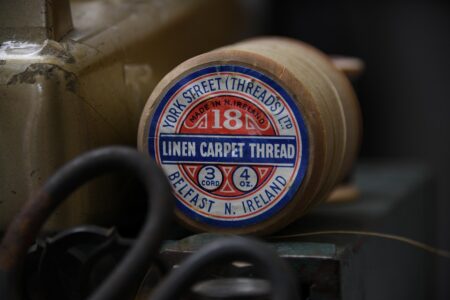 YORK STREET (THREADS) LTD
MADE IN N. IRELAND
18
LINEN CARPET THREAD
3 CORD
4 OZ.
BELFAST N. IRELAND